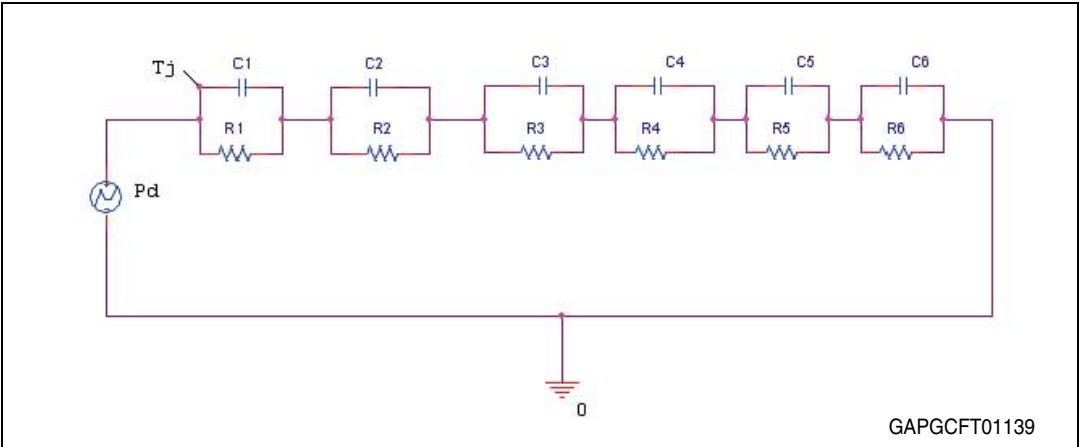 Tj C1 C2 C3 C4 C5 C6
R1 R2 R3 R4 R5 R6
Pd
0
GAPGCFT01139